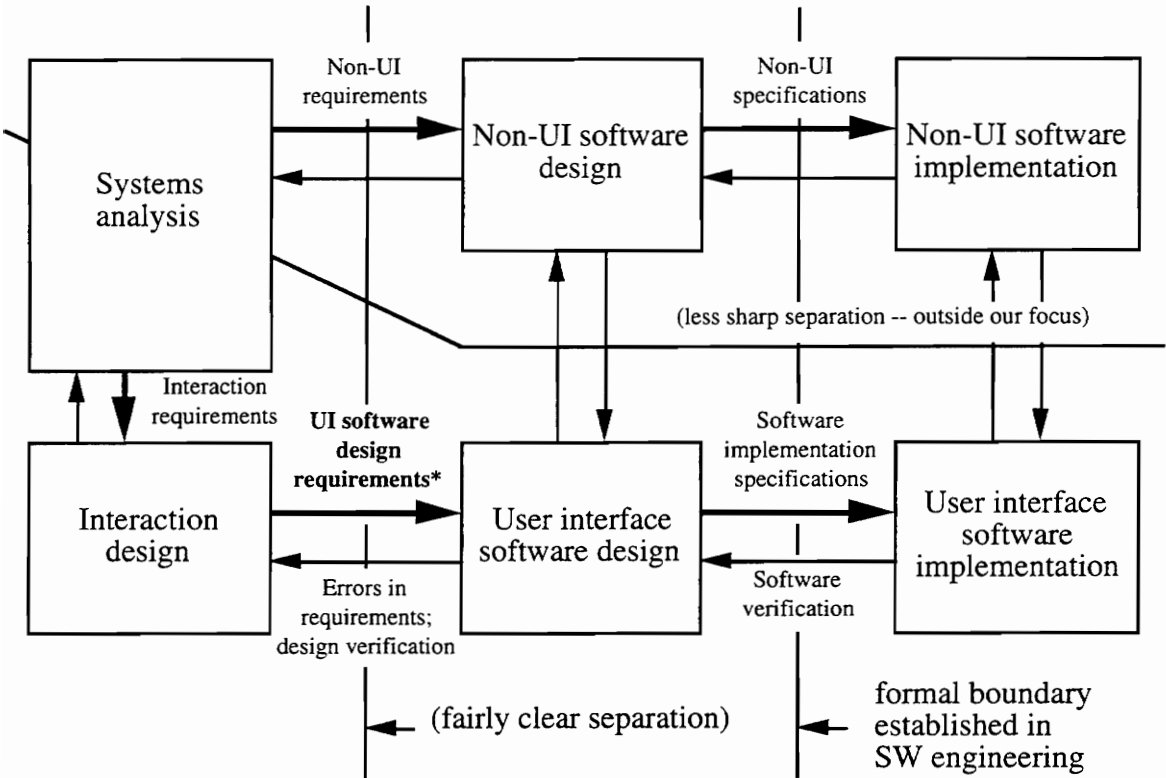 Non-UI
requirements
Non-UI
specifications
Systems
analysis
Non-UI software
design
Non-UI software
implementation
(less sharp separation -- outside our focus)
Interaction
requirements
UI software
design
requirements*
Software
implementation
specifications
Interaction
design
User interface
software design
User interface
software
implementation
Errors in
requirements;
design verification
Software
verification
(fairly clear separation)
formal boundary
established in
SW engineering